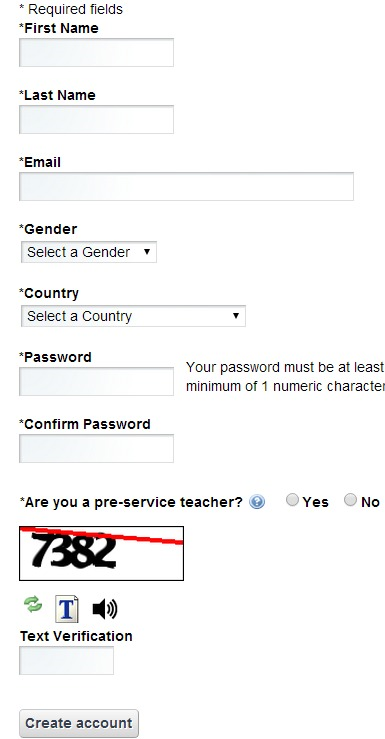 * Required fields
*First Name
*Last Name
*Email
*Gender
Select a Gender
*Country
Select a Country
*Password
Your password must be at least
minimum of 1 numeric character
*Confirm Password
*Are you a pre-service teacher? ? Yes No
7382
T
Text Verification
Create account